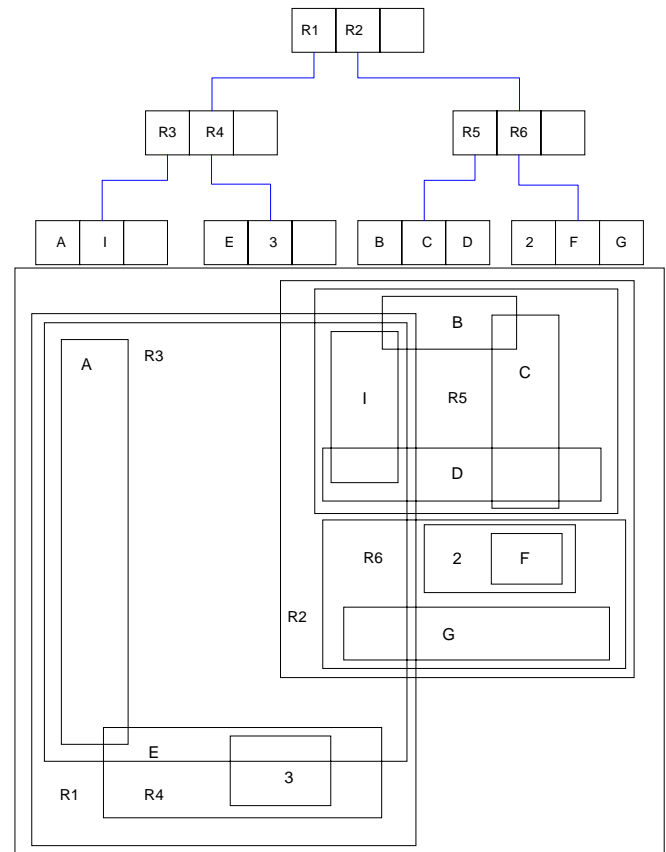 R1 R2
R3 R4 R5 R6
A I E 3 B C D 2 F G
B
A R3 C
I R5
D
R6 2 F
R2
G
E
3
R1 R4